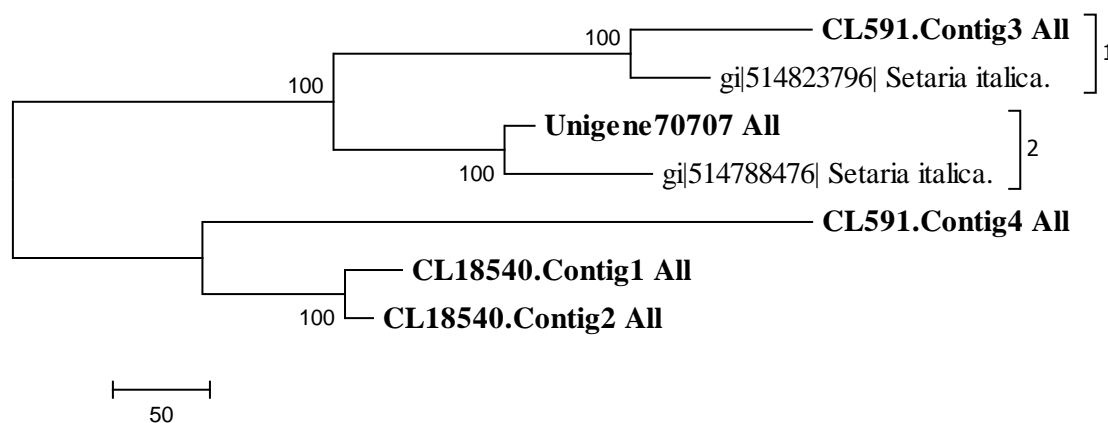 100
CL591.Contig3 All
gi|514823796| Setaria italica.
1
100
Unigene70707 All
100
gi|514788476| Setaria italica.
2
CL591.Contig4 All
CL18540.Contig1 All
100
CL18540.Contig2 All
50